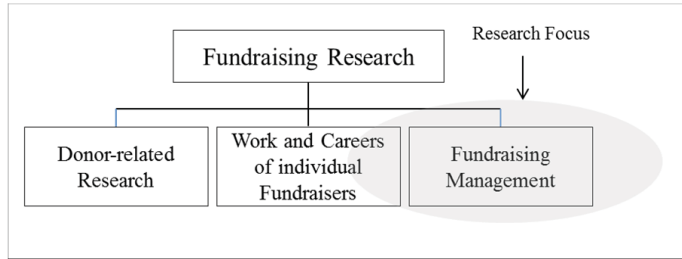 Research Focus
Fundraising Research
Donor-related
Research
Work and Careers
of individual
Fundraisers
Fundraising
Management